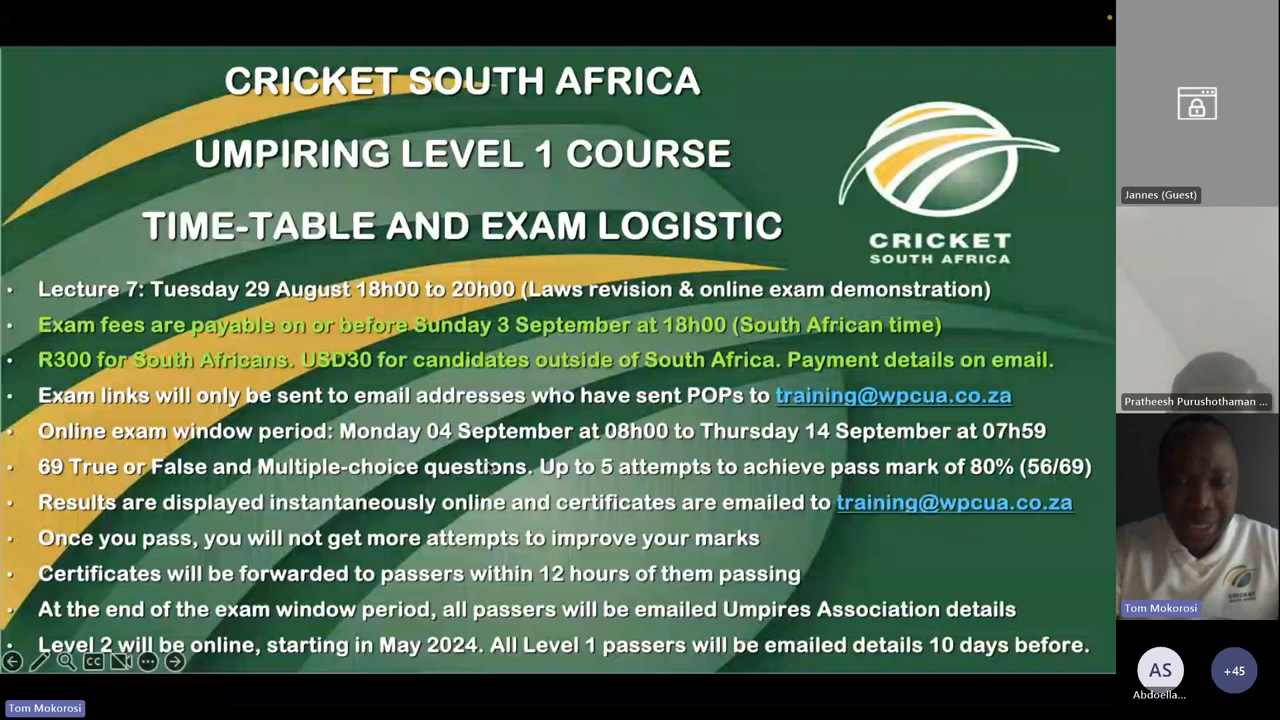 CRICKET SOUTH AFRICA
UMPIRING LEVEL 1 COURSE
TIME-TABLE AND EXAM LOGISTIC
CRICKET
SOUTH AFRICA
• Lecture 7: Tuesday 29 August 18h00 to 20h00 (Laws revision & online exam demonstration)
• Exam fees are payable on or before Sunday 3 September at 18h00 (South African time)
• R300 for South Africans. USD30 for candidates outside of South Africa. Payment details on email.
• Exam links will only be sent to email addresses who have sent POPs to training@wpcua.co.za
• Online exam window period: Monday 04 September at 08h00 to Thursday 14 September at 07h59
• 69 True or False and Multiple-choice questions. Up to 5 attempts to achieve pass mark of 80% (56/69)
• Results are displayed instantaneously online and certificates are emailed to training@wpcua.co.za
• Once you pass, you will not get more attempts to improve your marks
• Certificates will be forwarded to passers within 12 hours of them passing
• At the end of the exam window period, all passers will be emailed Umpires Association details
• Level 2 will be online, starting in May 2024. All Level 1 passers will be emailed details 10 days before.
CC
Tom Mokorosi
Jannes (Guest)
Pratheesh Purushothaman ...
CRICKET
Tom Mokorosi
AS
Abdoella...
+45